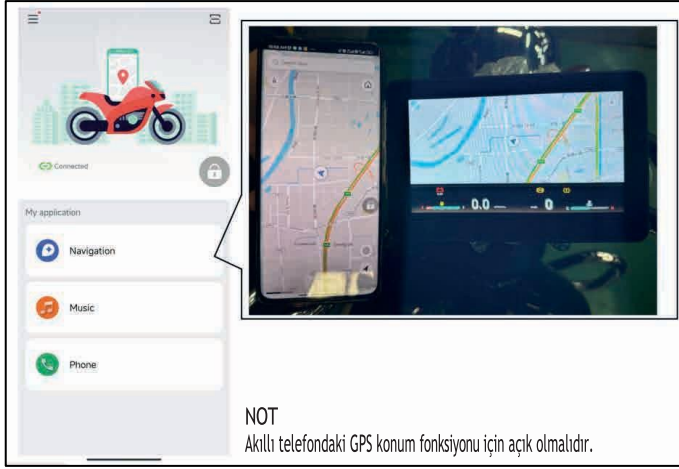 Connected
My application
Navigation
Music
Phone
0.0
0
NOT
Akıllı telefondaki GPS konum fonksiyonu için açık olmalıdır.